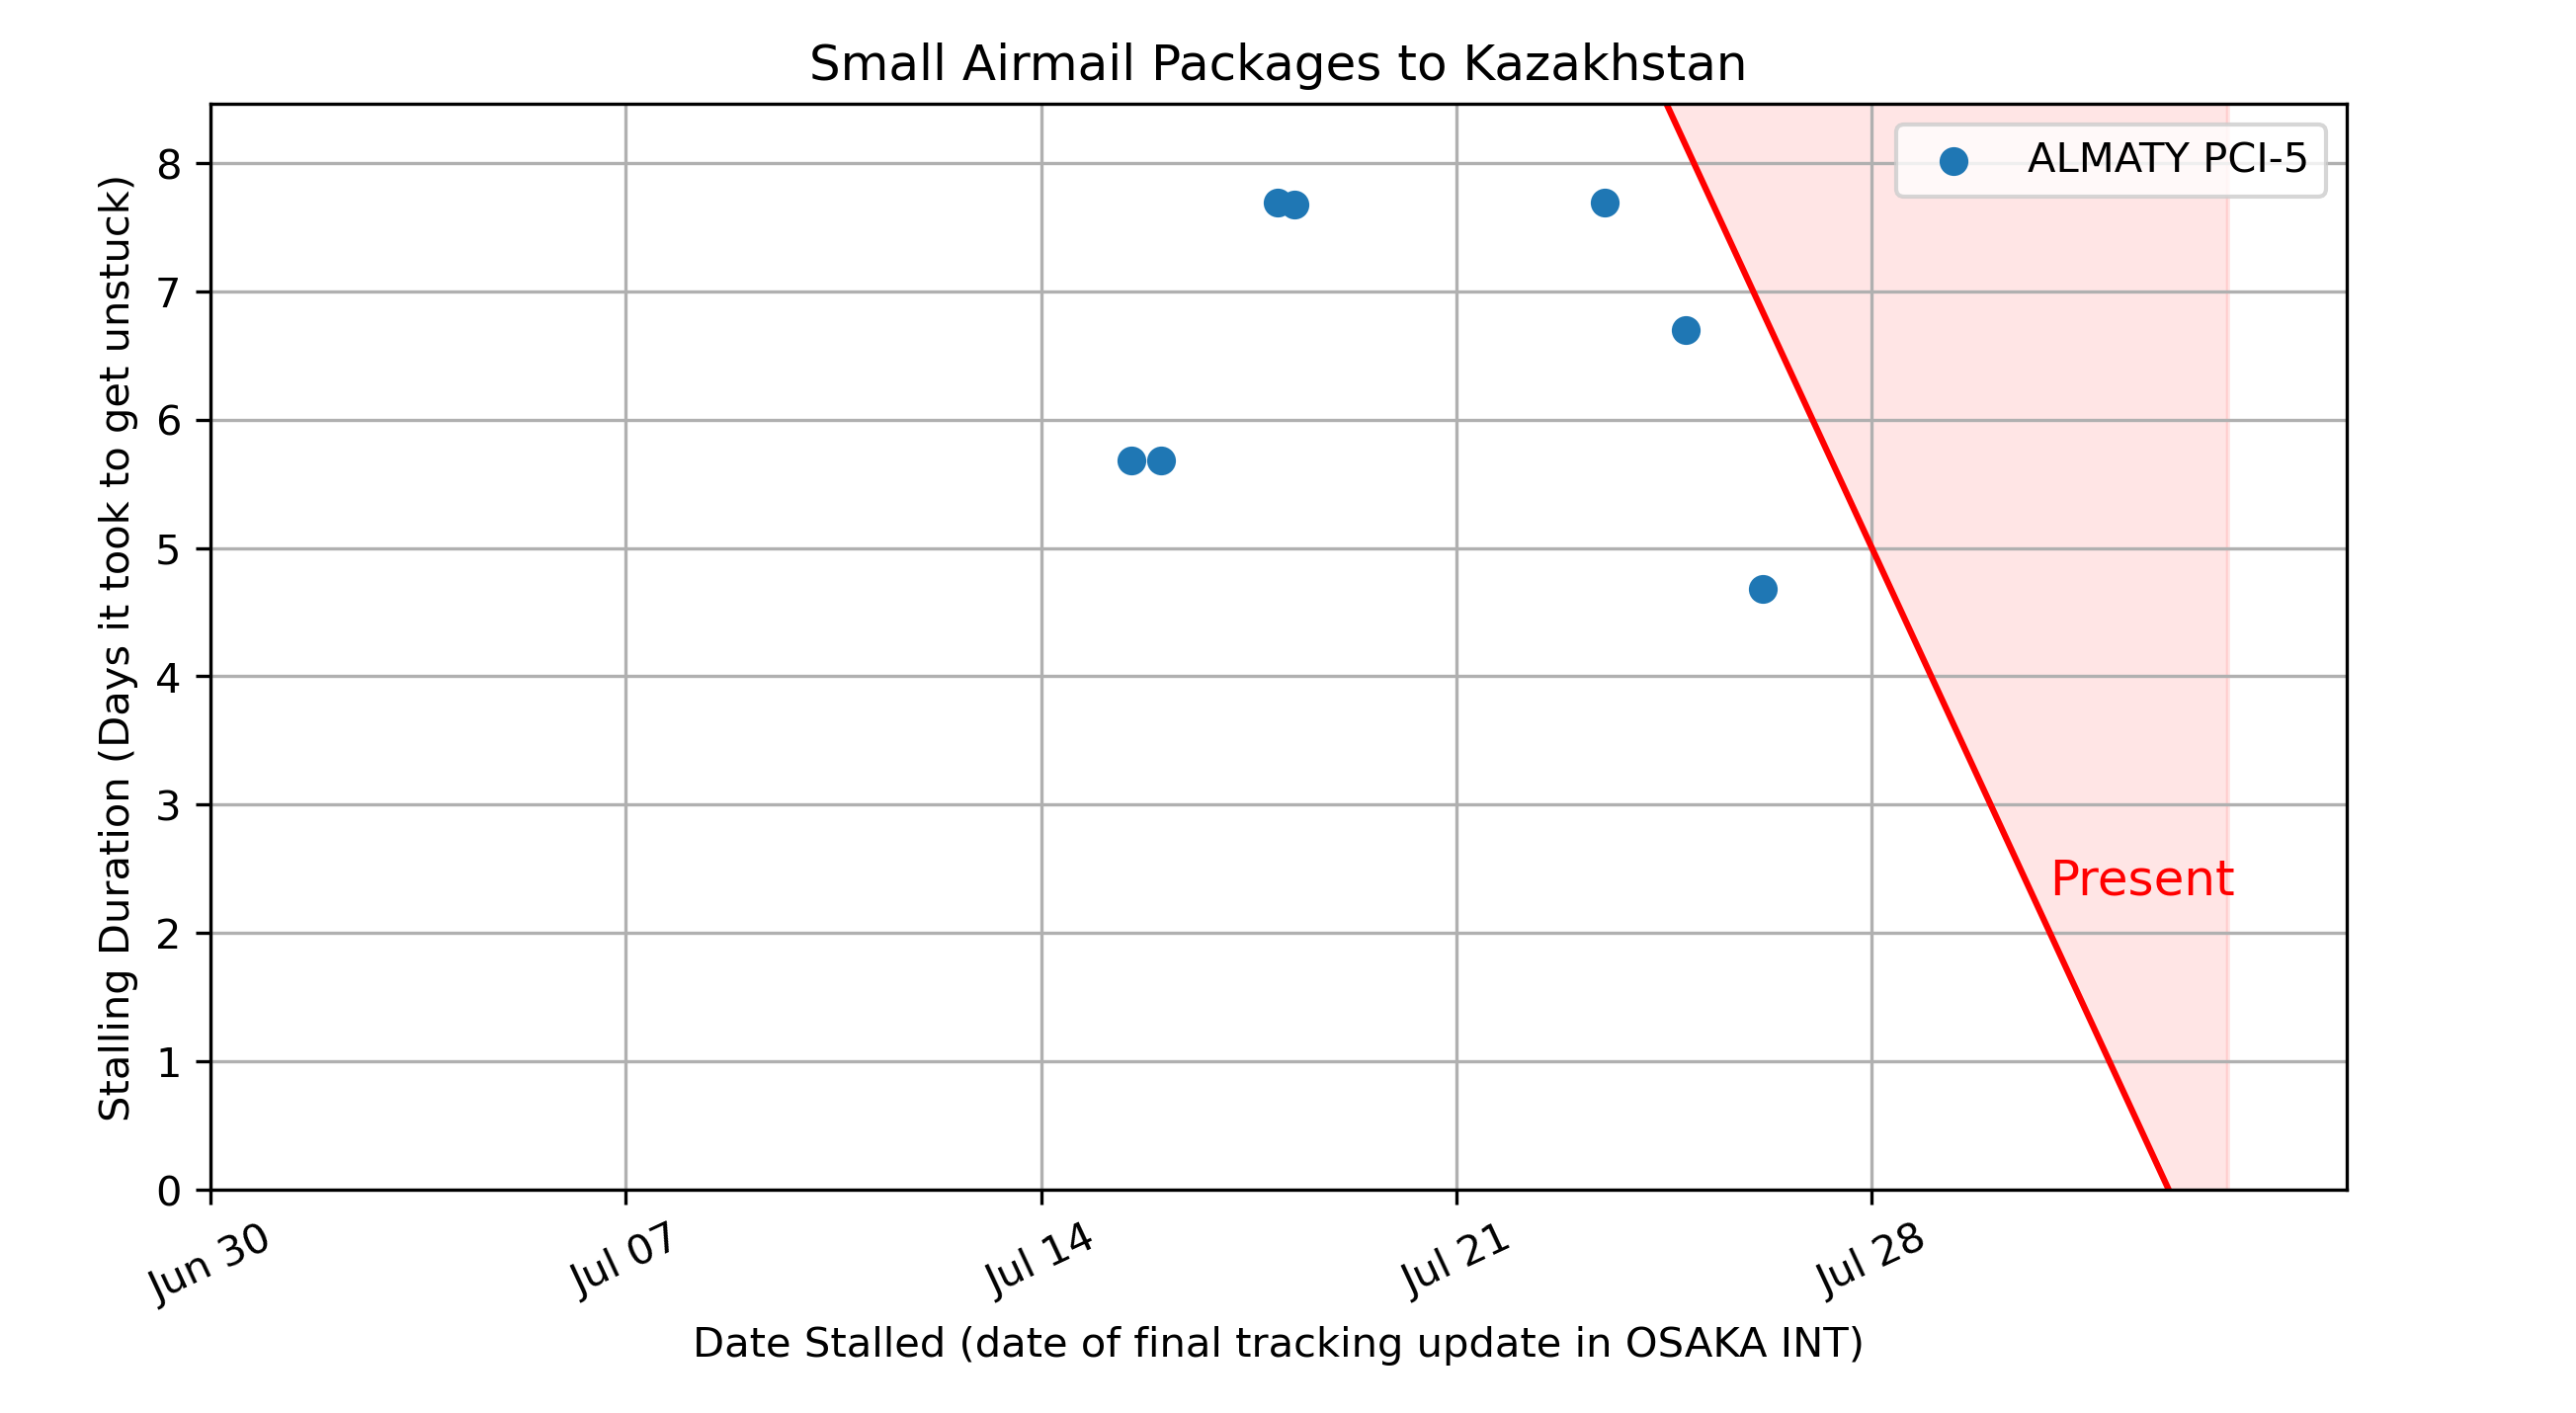 Small Airmail Packages to Kazakhstan
ALMATY PCI-5
Stalling Duration (Days it took to get unstuck)
8
7
6
5
4
3
2
1
0
Present
Jun 30
Jul 07
Jul 14
Jul 21
Jul 28
Date Stalled (date of final tracking update in OSAKA INT)